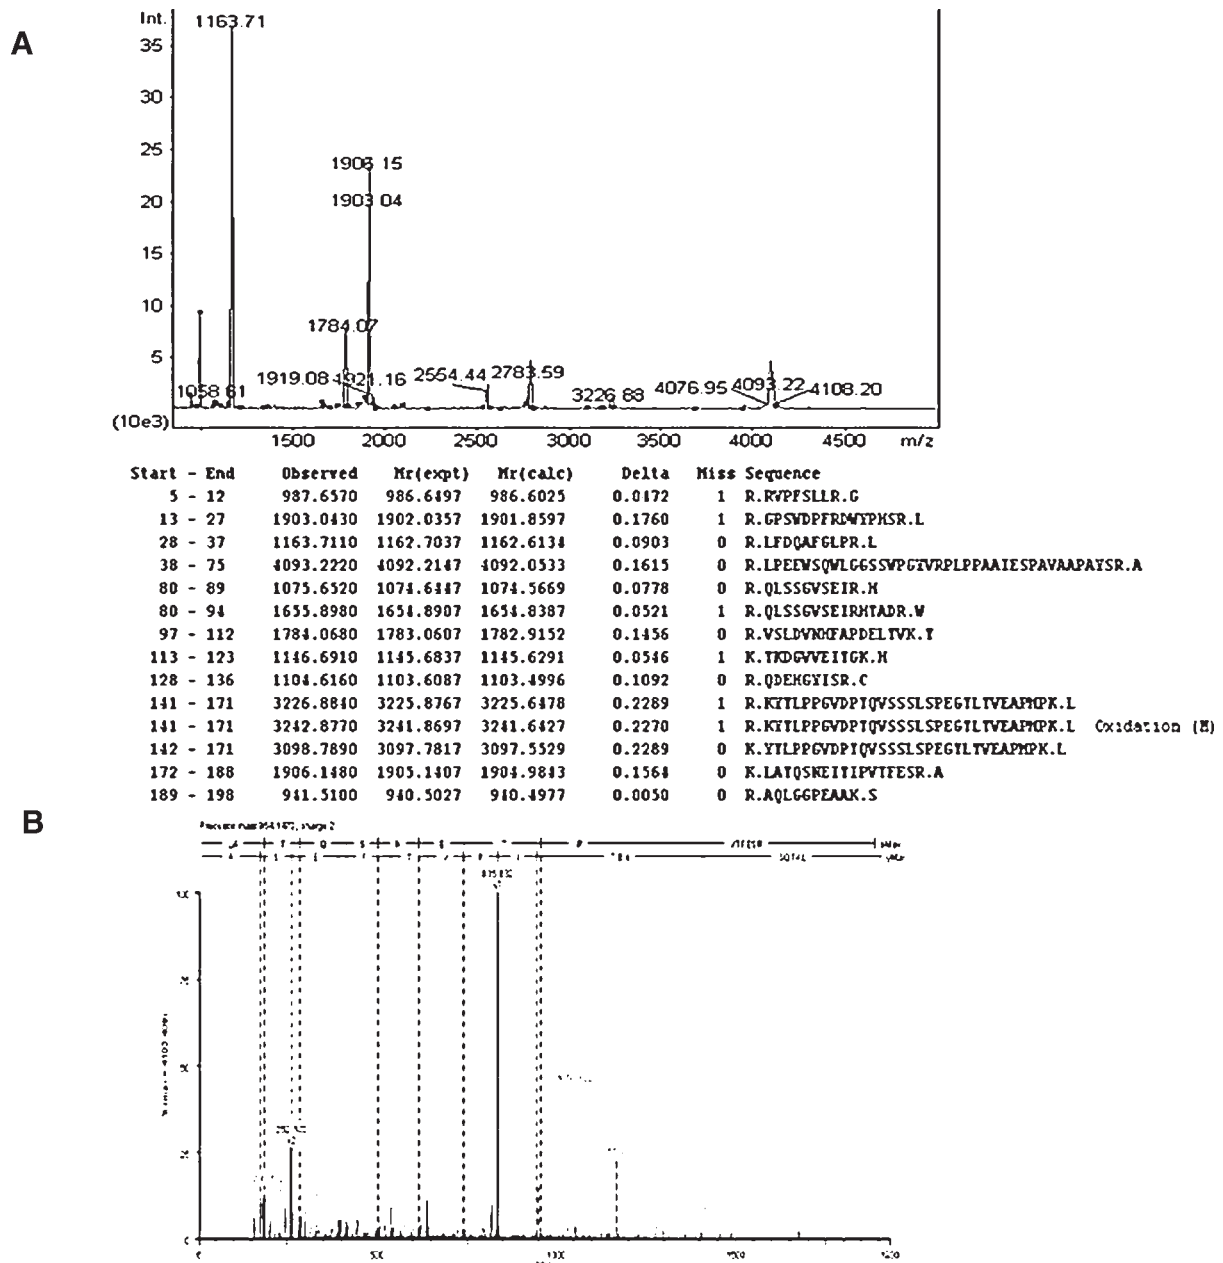 A
Int.
1163.71
35
30
25
1906.15
20
1903.04
15
10
1784.07
5
1919.08
1921.16
2554.44
2783.59
3226.88
4076.95
4093.22
4108.20
1058.61
(10e3)
1500 2000 2500 3000 3500 4000 4500 m/z
Start - End Observed Mr(expt) Mr(calc) Delta Miss Sequence
5 - 12 987.6570 986.6497 986.6025 0.0472 1 R.RVPFSLLR.G
13 - 27 1903.0430 1902.0357 1901.8597 0.1760 1 R.GPSWDPFRDWYPHSR.L
28 - 37 1163.7110 1162.7037 1162.6134 0.0903 0 R.LFDQAFGLPR.L
38 - 75 4093.2220 4092.2147 4092.0533 0.1615 0 R.LPEEWSQWLGGSSWPGYVRPLPPAAIESPAVAAPAYSR.A
80 - 89 1075.6520 1074.6447 1074.5669 0.0778 0 R.QLSSGVSEIR.H
80 - 94 1655.8980 1654.8907 1654.8387 0.0521 1 R.QLSSGVSEIRHTADR.W
97 - 112 1784.0680 1783.0607 1782.9152 0.1456 0 R.VSLDVNHFAPDELTVK.T
113 - 123 1146.6910 1145.6837 1145.6291 0.0546 1 K.TKDGVVEITGK.H
128 - 136 1104.6160 1103.6087 1103.4996 0.1092 0 R.QDEHGYISR.C
141 - 171 3226.8840 3225.8767 3225.6478 0.2289 1 R.KYTLPPGVDPTQVSSSLSPEGTLTVEAPMPK.L
141 - 171 3242.8770 3241.8697 3241.6427 0.2270 1 R.KYTLPPGVDPTQVSSSLSPEGTLTVEAPMPK.L Oxidation (M)
142 - 171 3098.7890 3097.7817 3097.5529 0.2289 0 K.YTLPPGVDPTQVSSSLSPEGTLTVEAPMPK.L
172 - 188 1906.1480 1905.1407 1904.9843 0.1564 0 K.LATQSNEITIPVTFESR.A
189 - 198 941.5100 940.5027 940.4977 0.0050 0 R.AQLGGPEAAK.S
B